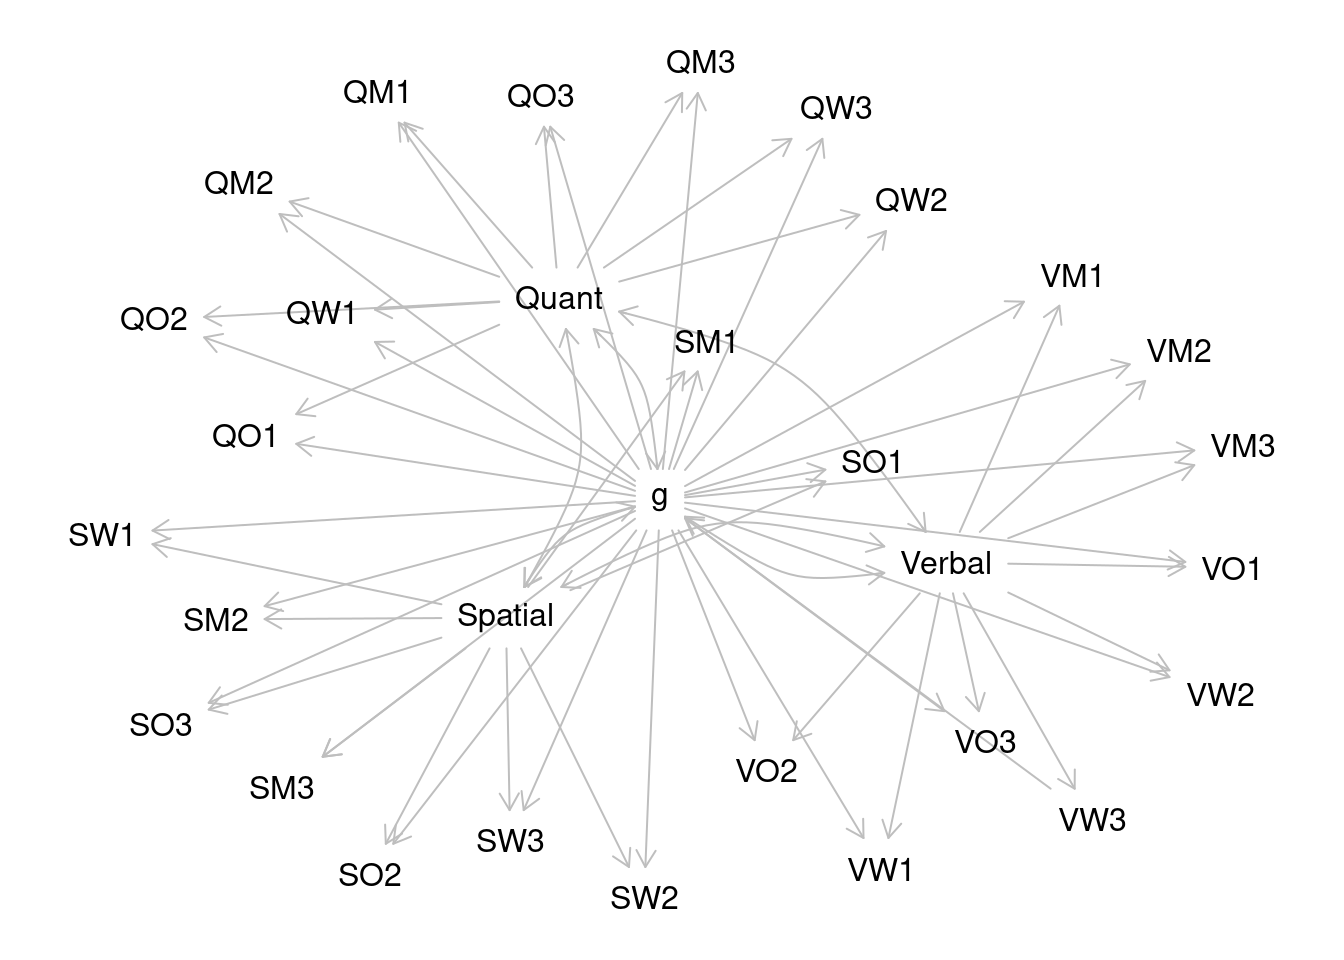 QM3
QM1
QO3
QW3
QM2
QW2
VM1
Quant
QW1
QO2
SM1
VM2
QO1
VM3
SO1
g
SW1
Verbal
VO1
Spatial
SM2
VW2
SO3
VO3
VO2
SM3
VW3
SW3
VW1
SO2
SW2